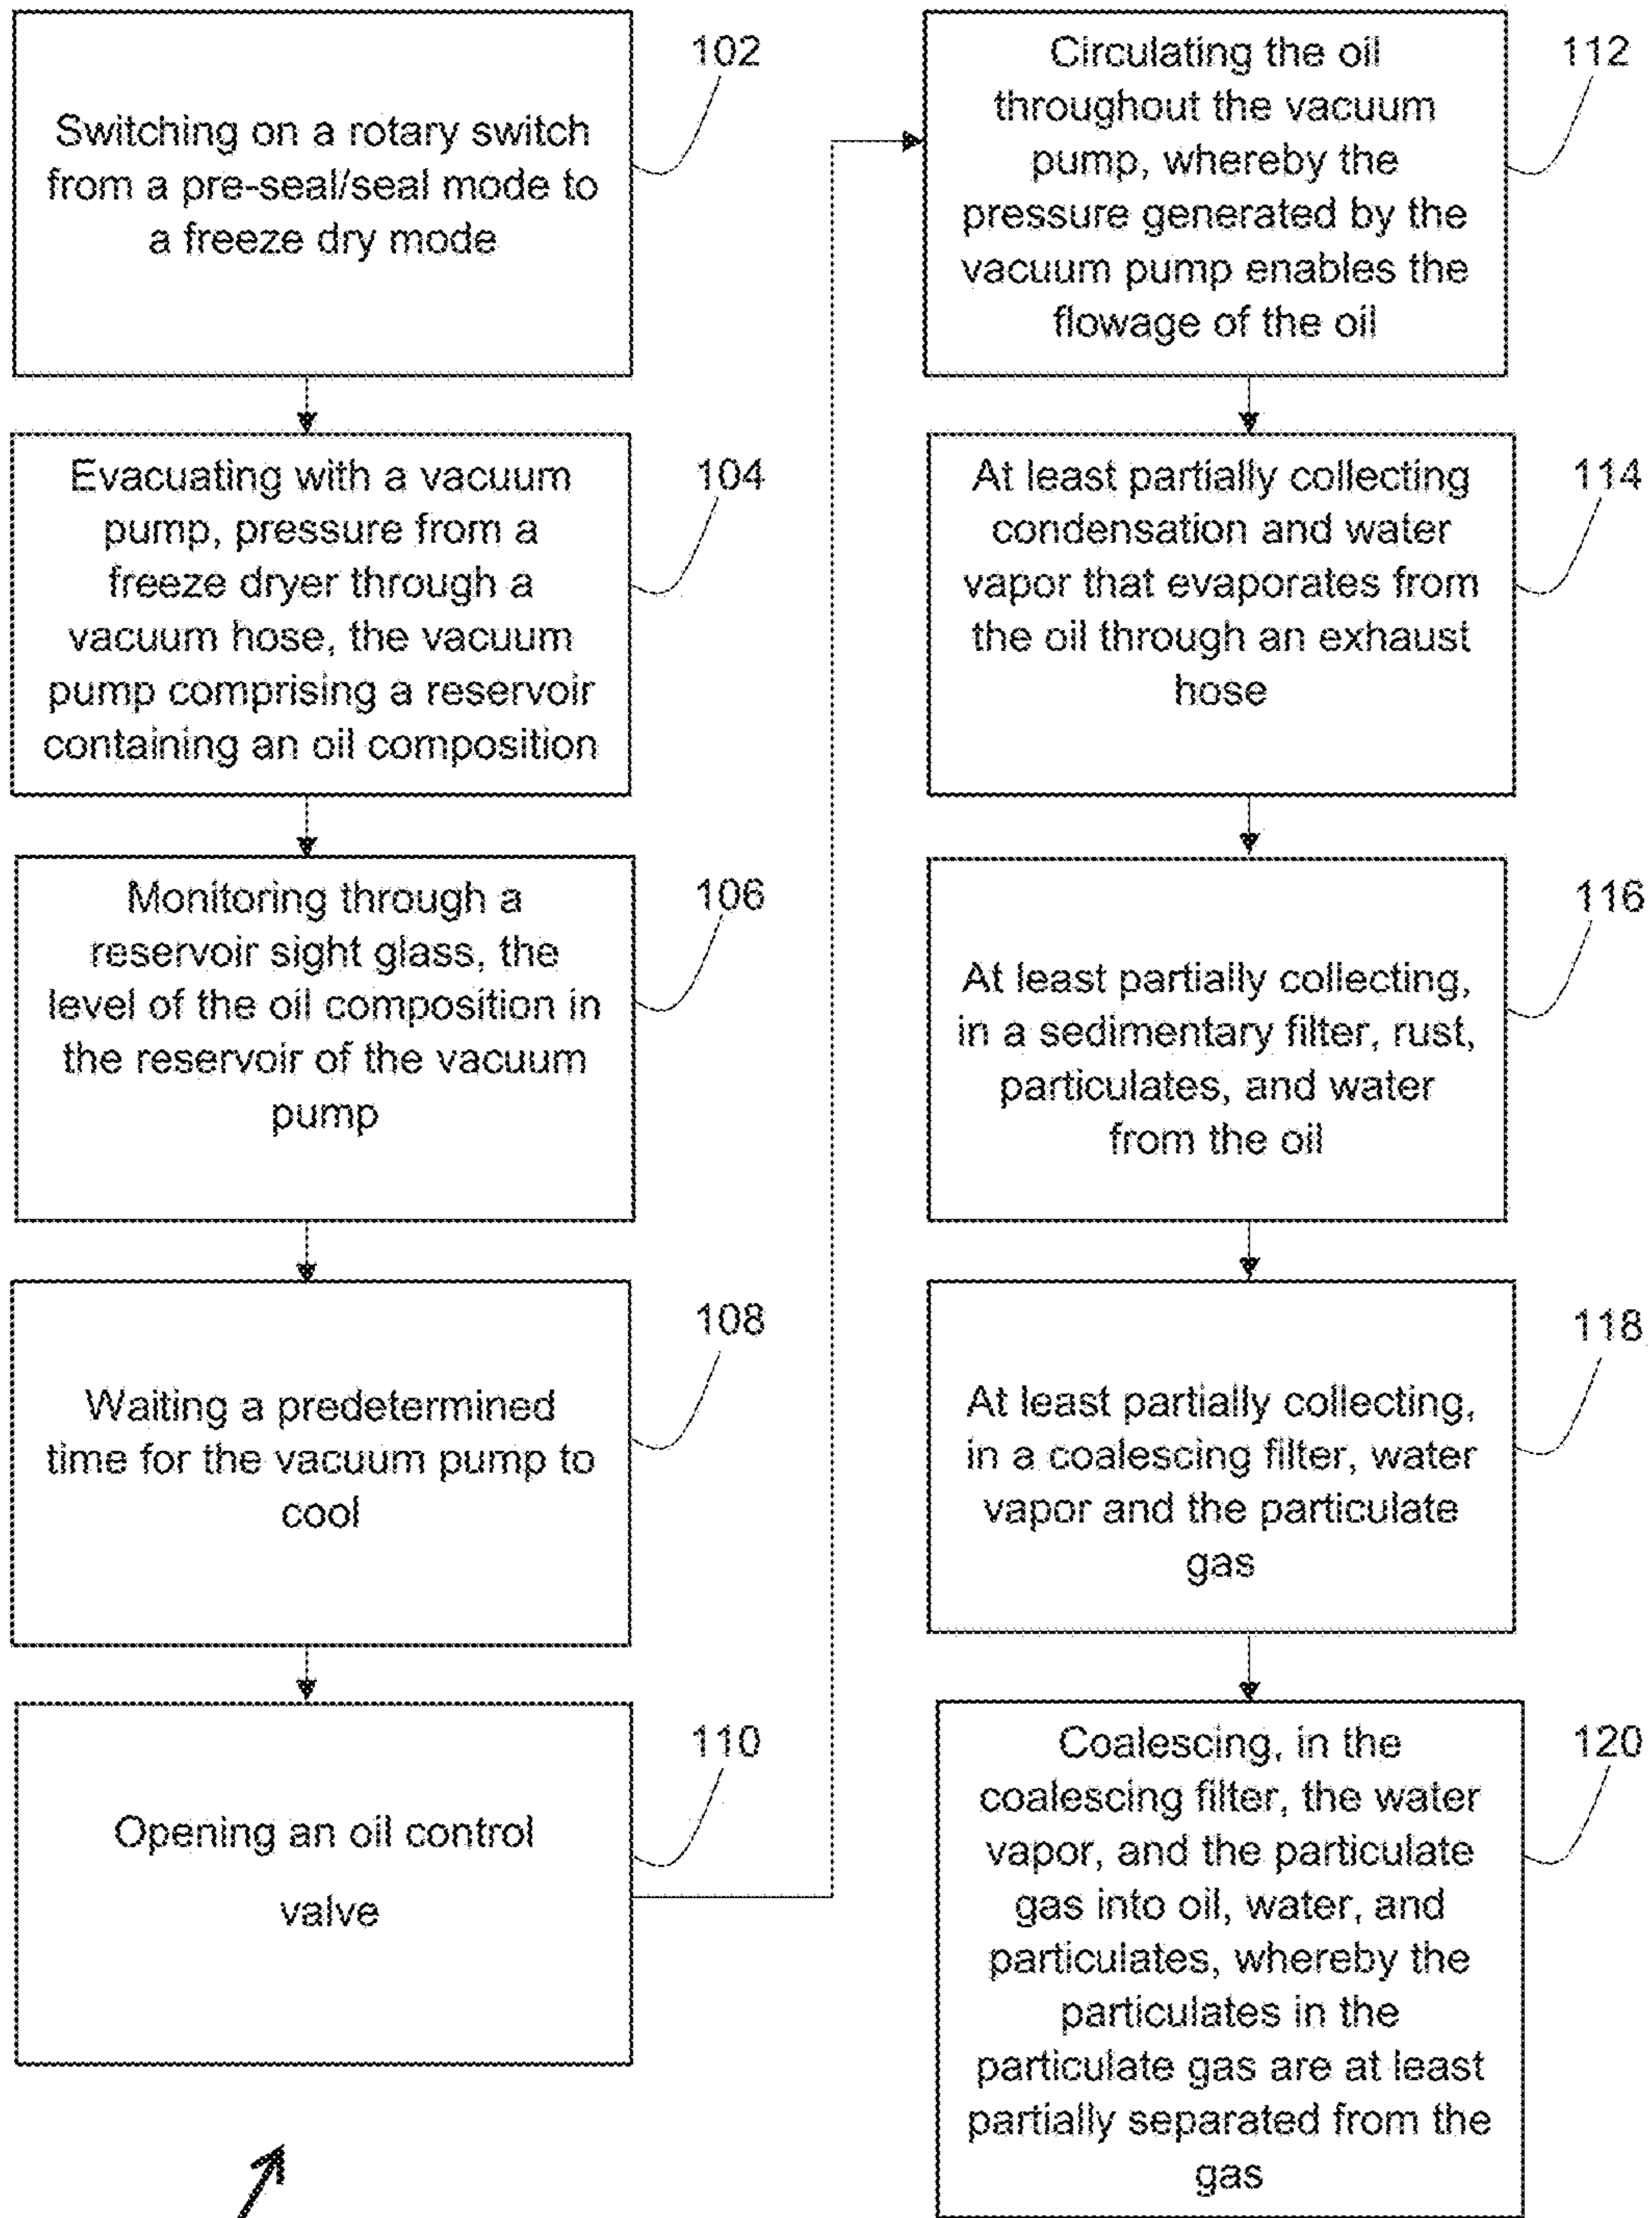 102
Switching on a rotary switch
from a pre-seal/seal mode to
a freeze dry mode
104
Evacuating with a vacuum
pump, pressure from a
freeze dryer through a
vacuum hose, the vacuum
pump comprising a reservoir
containing an oil composition
106
Monitoring through a
reservoir sight glass, the
level of the oil composition in
the reservoir of the vacuum
pump
108
Waiting a predetermined
time for the vacuum pump to
cool
110
Opening an oil control
valve
112
Circulating the oil
throughout the vacuum
pump, whereby the
pressure generated by the
vacuum pump enables the
flowage of the oil
114
At least partially collecting
condensation and water
vapor that evaporates from
the oil through an exhaust
hose
116
At least partially collecting,
in a sedimentary filter, rust,
particulates, and water
from the oil
118
At least partially collecting,
in a coalescing filter, water
vapor and the particulate
gas
120
Coalescing, in the
coalescing filter, the water
vapor, and the particulate
gas into oil, water, and
particulates, whereby the
particulates in the
particulate gas are at least
partially separated from the
gas